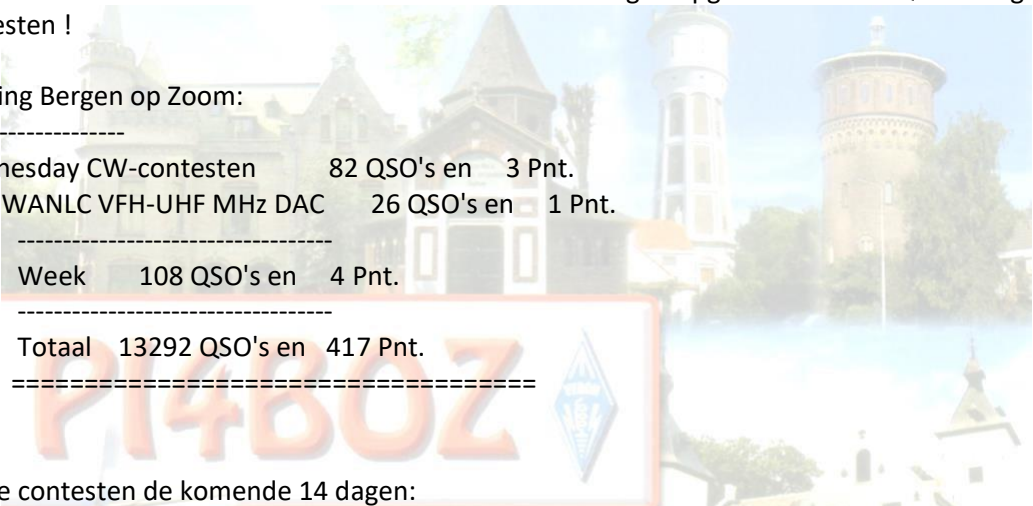 esten !
ing Bergen op Zoom:
--------------
nesday CW-contesten 82 QSO's en 3 Pnt.
WANLC VFH-UHF MHz DAC 26 QSO's en 1 Pnt.
-----------------------------------
Week 108 QSO's en 4 Pnt.
-----------------------------------
Totaal 13292 QSO's en 417 Pnt.
====================================
PI4BOZ
e contesten de komende 14 dagen: